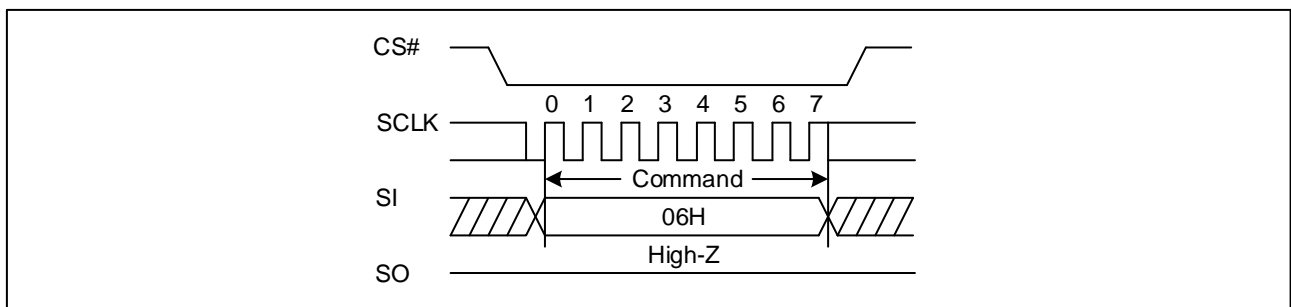 CS#
0 1 2 3 4 5 6 7
SCLK
Command
SI
06H
High-Z
SO